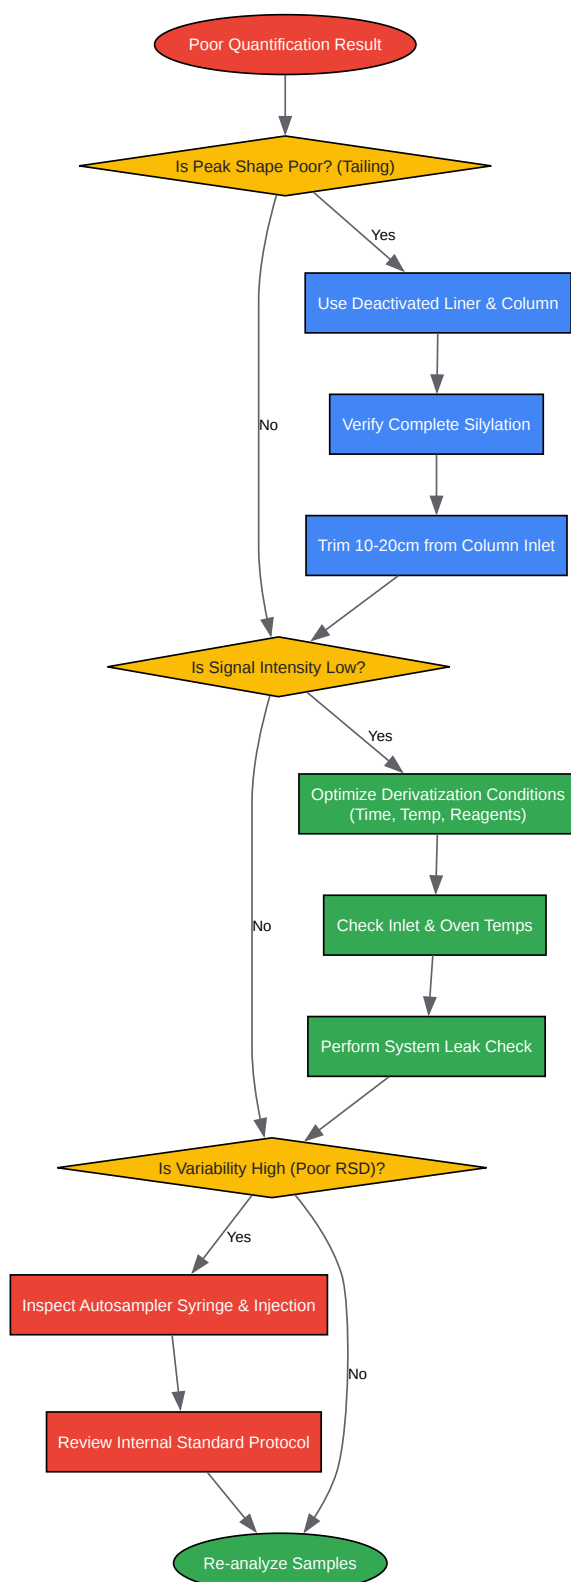 Poor Quantification Result
Is Peak Shape Poor? (Tailing)
Yes
Use Deactivated Liner & Column
Verify Complete Silylation
No
Trim 10-20cm from Column Inlet
Is Signal Intensity Low?
Yes
Optimize Derivatization Conditions
(Time, Temp, Reagents)
Check Inlet & Oven Temps
No
Perform System Leak Check
Is Variability High (Poor RSD)?
Yes
Inspect Autosampler Syringe & Injection
No
Review Internal Standard Protocol
Re-analyze Samples